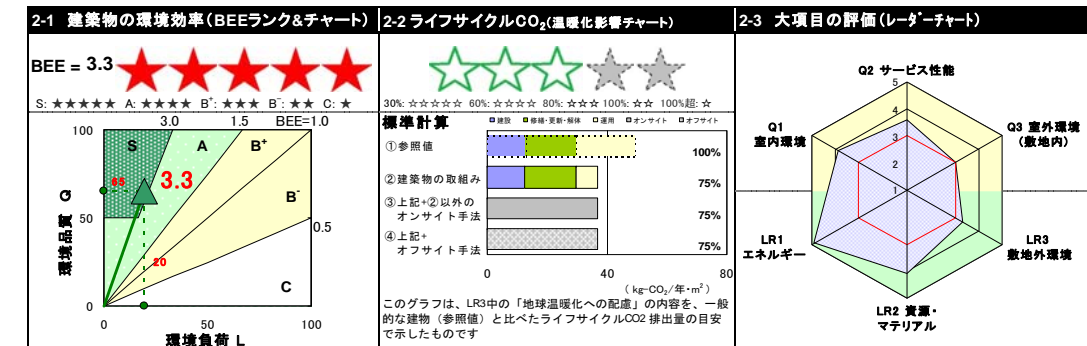 2-1 建築物の環境効率(BEEランク&チャート)
BEE = 3.3
S: ★★★★★ A: ★★★★ B+: ★★★ B-: ★★ C: ★
3.0 1.5 BEE=1.0
100
S
A
B+
65
3.3
B-
環境品質 Q
50
0.5
20
C
0
0 50 100
環境負荷 L
2-2 ライフサイクルCO2(温暖化影響チャート)
30%: ☆☆☆☆☆ 60%: ☆☆☆☆ 80%: ☆☆☆ 100%: ☆☆ 100%超: ☆
標準計算
建設 修繕・更新・解体 運用 オンサイト オフサイト
①参照値
100%
②建築物の取組み
75%
③上記+②以外の
オンサイト手法
75%
④上記+
オフサイト手法
75%
0 40 80
( kg-CO2/年・m2 )
このグラフは、LR3中の「地球温暖化への配慮」の内容を、一般
的な建物(参照値)と比べたライフサイクルCO2 排出量の目安
で示したものです
2-3 大項目の評価(レーダーチャート)
Q2 サービス性能
5
4
3
2
1
Q1
室内環境
Q3 室外環境
(敷地内)
LR1
エネルギー
LR3
敷地外環境
LR2 資源・
マテリアル